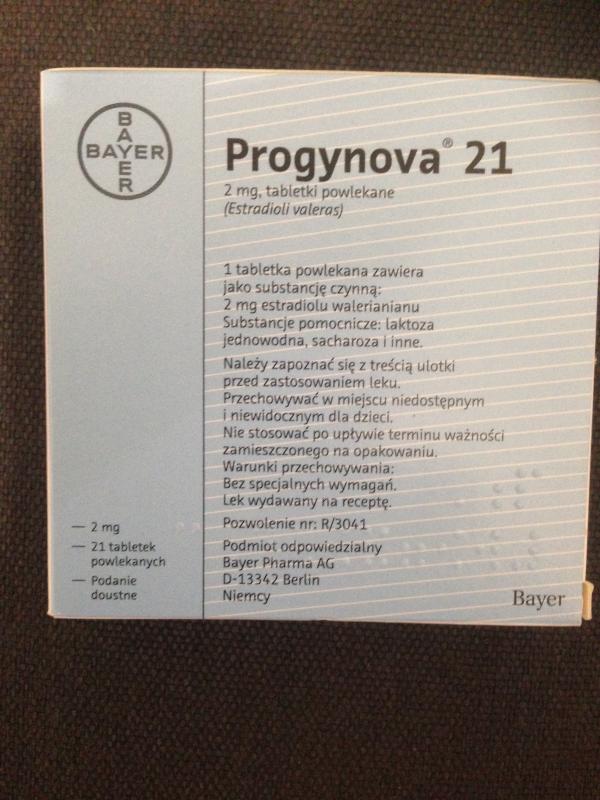 BAYER
BAYER
Progynova® 21
2 mg, tabletki powlekane
(Estradioli valeras)
1 tabletka powlekana zawiera
jako substancję czynną:
2 mg estradiolu walerianianu
Substancje pomocnicze: laktoza
jednowodna, sacharoza i inne.
Należy zapoznać się z treścią ulotki
przed zastosowaniem leku.
Przechowywać w miejscu niedostępnym
i niewidocznym dla dzieci.
Nie stosować po upływie terminu ważności
zamieszczonego na opakowaniu.
Warunki przechowywania:
Bez specjalnych wymagań.
Lek wydawany na receptę.
Pozwolenie nr: R/3041
Podmiot odpowiedzialny
Bayer Pharma AG
D-13342 Berlin
Niemcy
— 2 mg
— 21 tabletek
powlekanych
— Podanie
doustne
Bayer